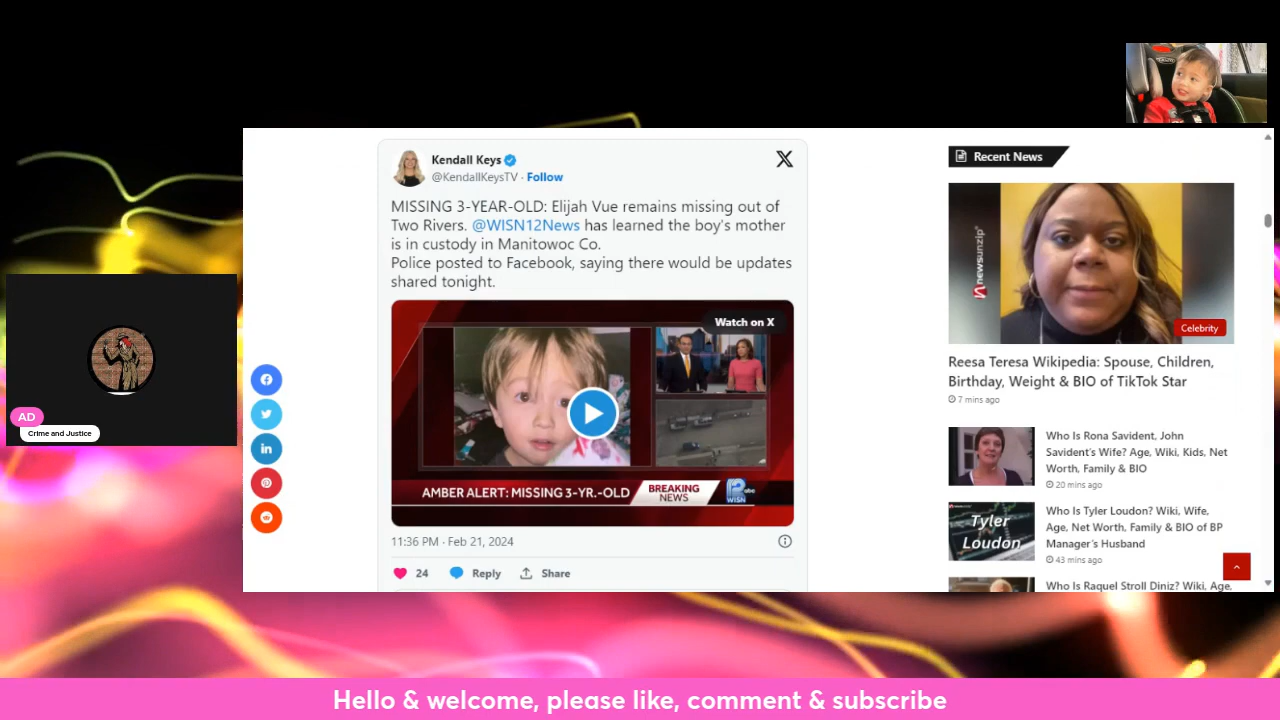 Kendall Keys
@KendallKeysTV · Follow
X
MISSING 3-YEAR-OLD: Elijah Vue remains missing out of
Two Rivers. @WISN12News has learned the boy's mother
is in custody in Manitowoc Co.
Police posted to Facebook, saying there would be updates
shared tonight.
Watch on X
AMBER ALERT: MISSING 3-YR.-OLD
BREAKING
NEWS
12 abc
WISN
11:36 PM · Feb 21, 2024
24 Reply Share
Recent News
newsunzip
Celebrity
Reesa Teresa Wikipedia: Spouse, Children,
Birthday, Weight & BIO of TikTok Star
7 mins ago
Who Is Rona Savident, John
Savident's Wife? Age, Wiki, Kids, Net
Worth, Family & BIO
20 mins ago
Tyler
Loudon
Who Is Tyler Loudon? Wiki, Wife,
Age, Net Worth, Family & BIO of BP
Manager's Husband
43 mins ago
Who Is Raquel Stroll Diniz? Wiki, Age,
AD
Crime and Justice
Hello & welcome, please like, comment & subscribe